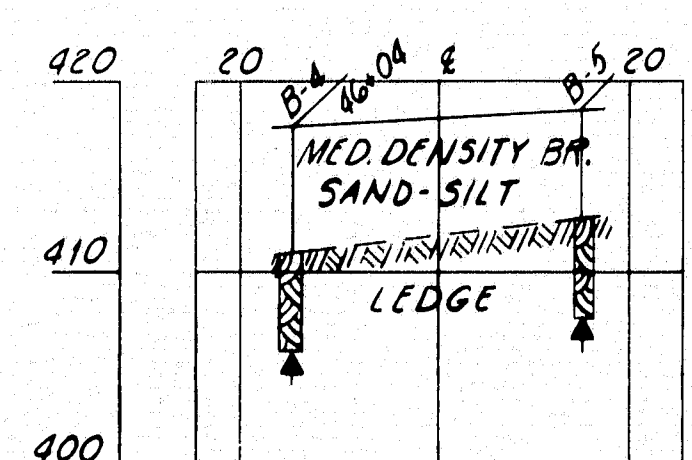 420 20 ℄ 20
B-4 46+04 B-5
MED. DENSITY BR.
SAND-SILT
410
LEDGE
400